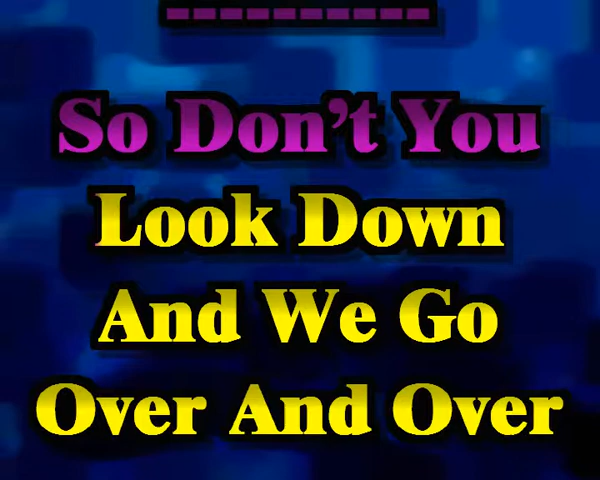 ----------
So Don’t You
Look Down
And We Go
Over And Over